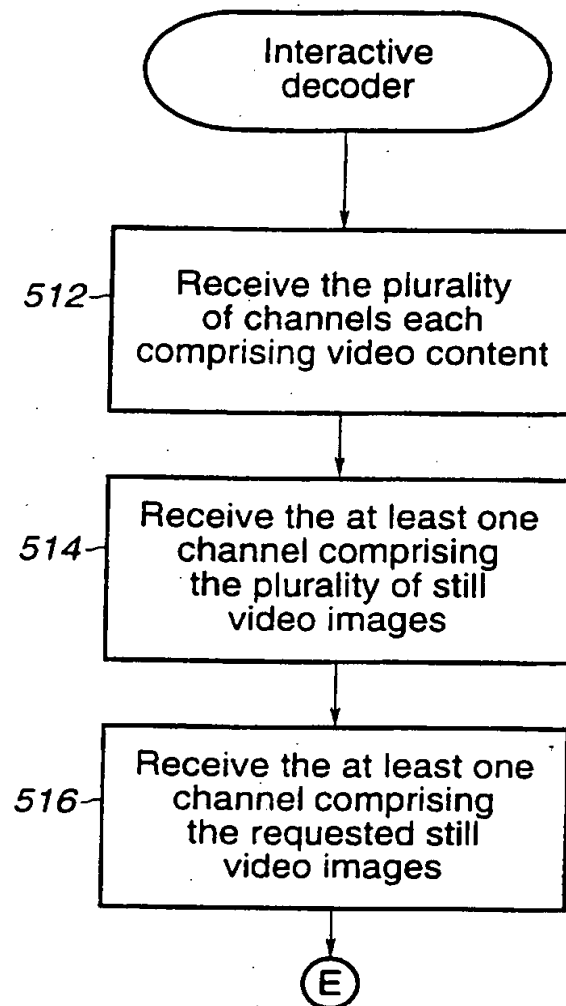 Interactive
decoder
512
Receive the plurality
of channels each
comprising video content
514
Receive the at least one
channel comprising
the plurality of still
video images
516
Receive the at least one
channel comprising
the requested still
video images
E